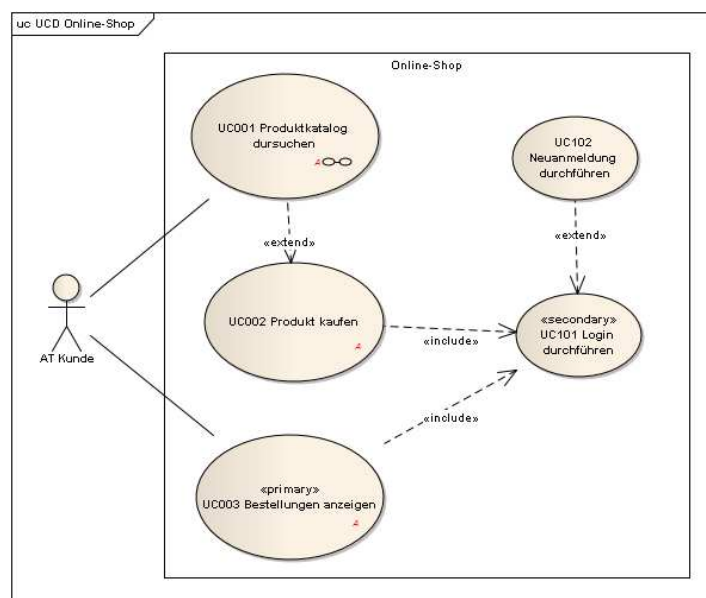 uc UCD Online-Shop
Online-Shop
UC001 Produktkatalog
dursuchen
UC102
Neuanmeldung
durchführen
«extend»
«extend»
UC002 Produkt kaufen
«include»
«secondary»
UC101 Login
durchführen
AT Kunde
«include»
«primary»
UC003 Bestellungen anzeigen